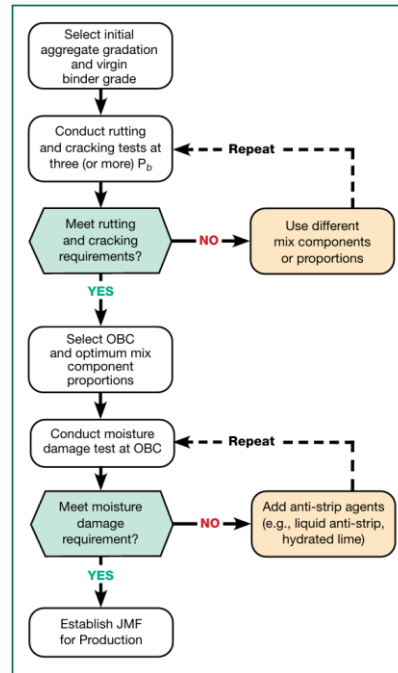 Select initial
aggregate gradation
and virgin
binder grade
Conduct rutting
and cracking tests at
three (or more) Pb
Repeat
Meet rutting
and cracking
requirements?
NO
Use different
mix components
or proportions
YES
Select OBC
and optimum mix
component
proportions
Conduct moisture
damage test at OBC
Repeat
Meet moisture
damage
requirement?
NO
Add anti-strip agents
(e.g., liquid anti-strip,
hydrated lime)
YES
Establish JMF
for Production